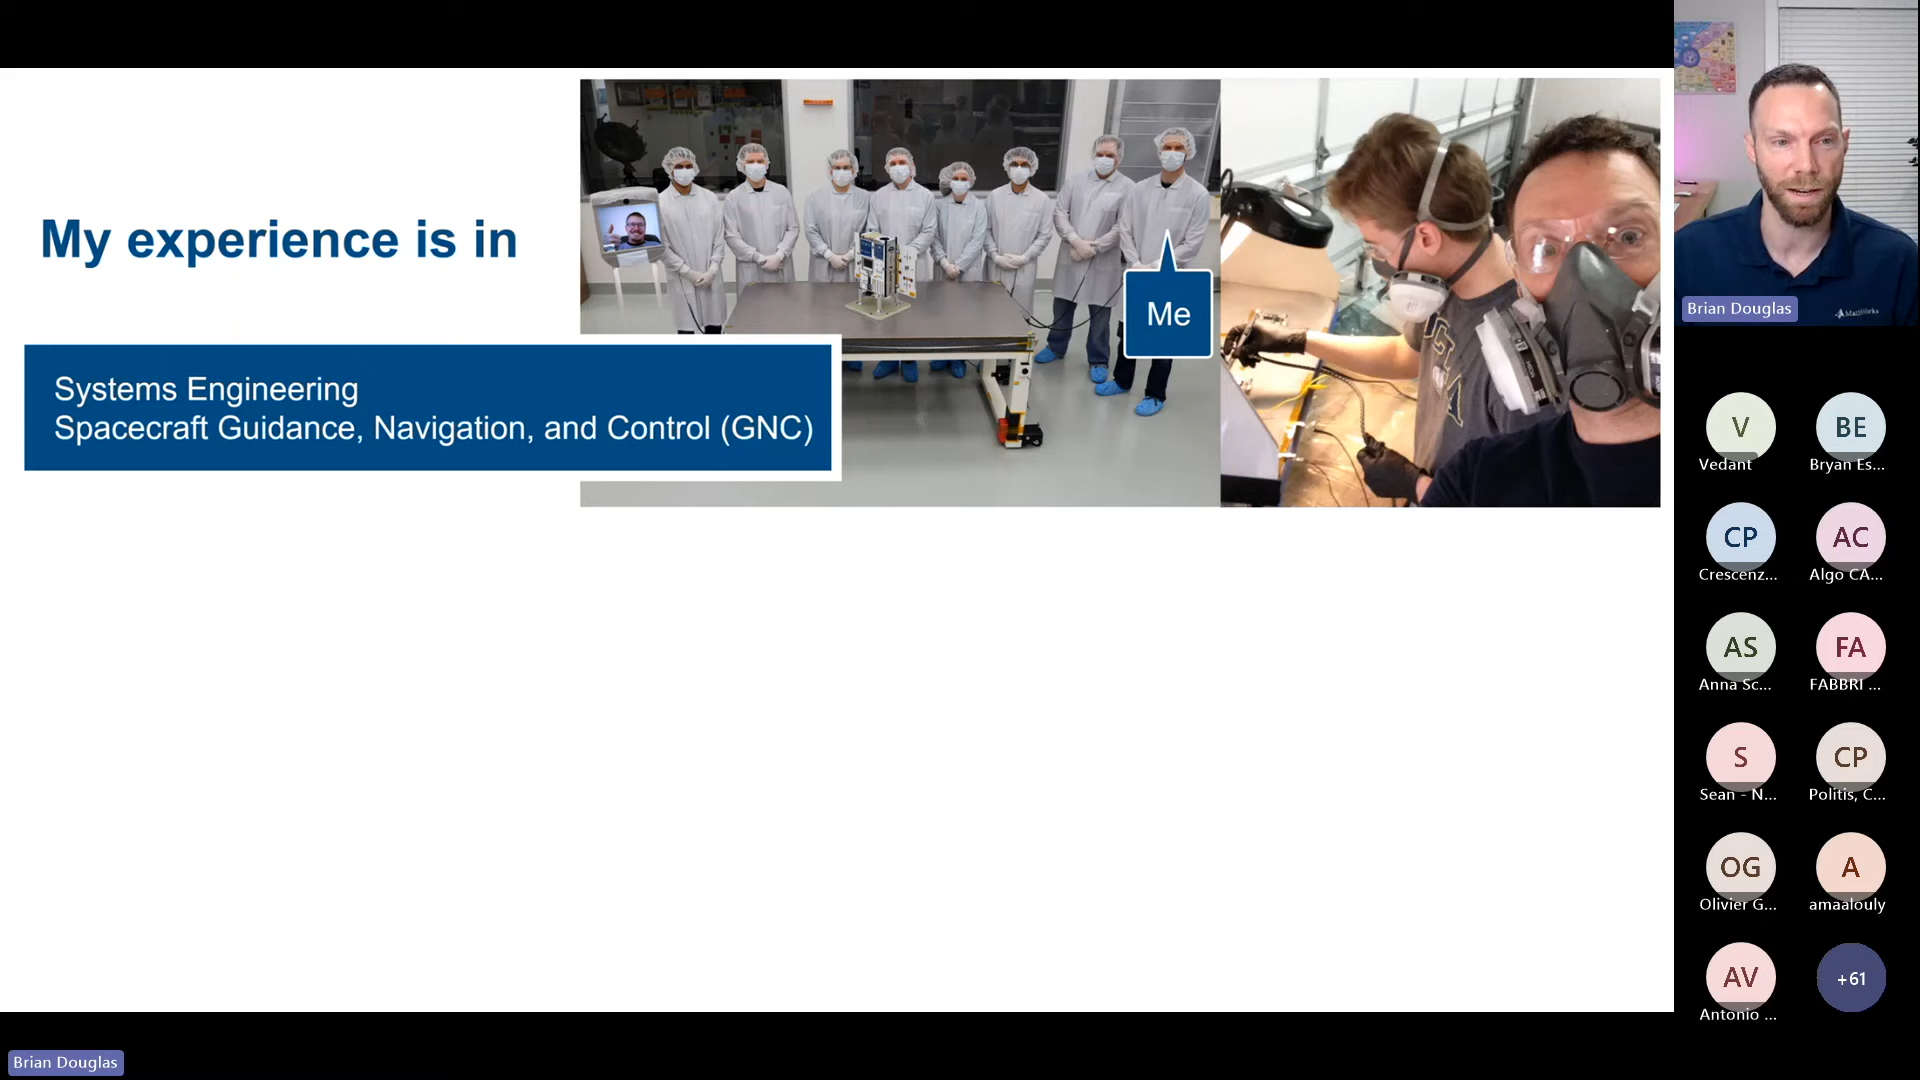 My experience is in
Me
Systems Engineering
Spacecraft Guidance, Navigation, and Control (GNC)
Brian Douglas
MathWorks
V
Vedant
BE
Bryan Es...
CP
Crescenz...
AC
Algo CA...
AS
Anna Sc...
FA
FABBRI ...
S
Sean - N...
CP
Politis, C...
OG
Olivier G...
A
amaalouly
AV
Antonio ...
+61
Brian Douglas